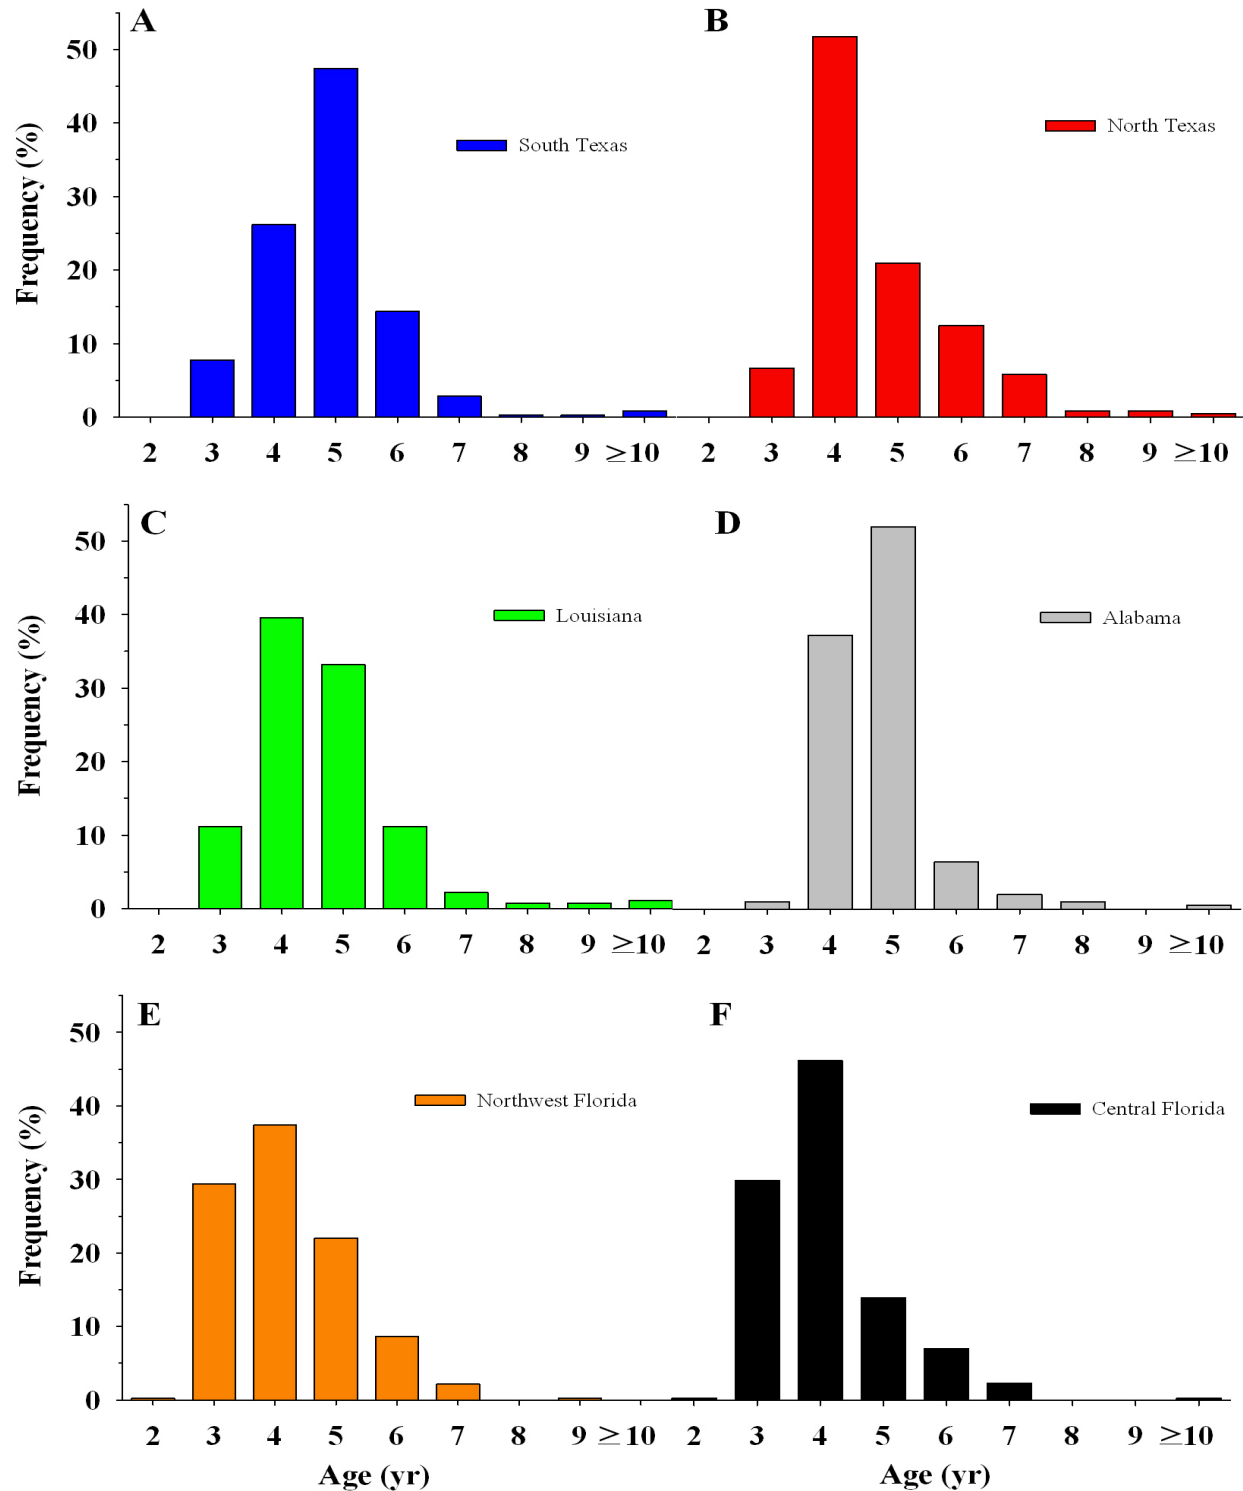 A
B
50
40
30
20
10
0
Frequency (%)
South Texas
North Texas
2 3 4 5 6 7 8 9 ≥10 2 3 4 5 6 7 8 9 ≥10
C
D
50
40
30
20
10
0
Frequency (%)
Louisiana
Alabama
2 3 4 5 6 7 8 9 ≥10 2 3 4 5 6 7 8 9 ≥10
E
F
50
40
30
20
10
0
Frequency (%)
Northwest Florida
Central Florida
2 3 4 5 6 7 8 9 ≥10 2 3 4 5 6 7 8 9 ≥10
Age (yr)
Age (yr)